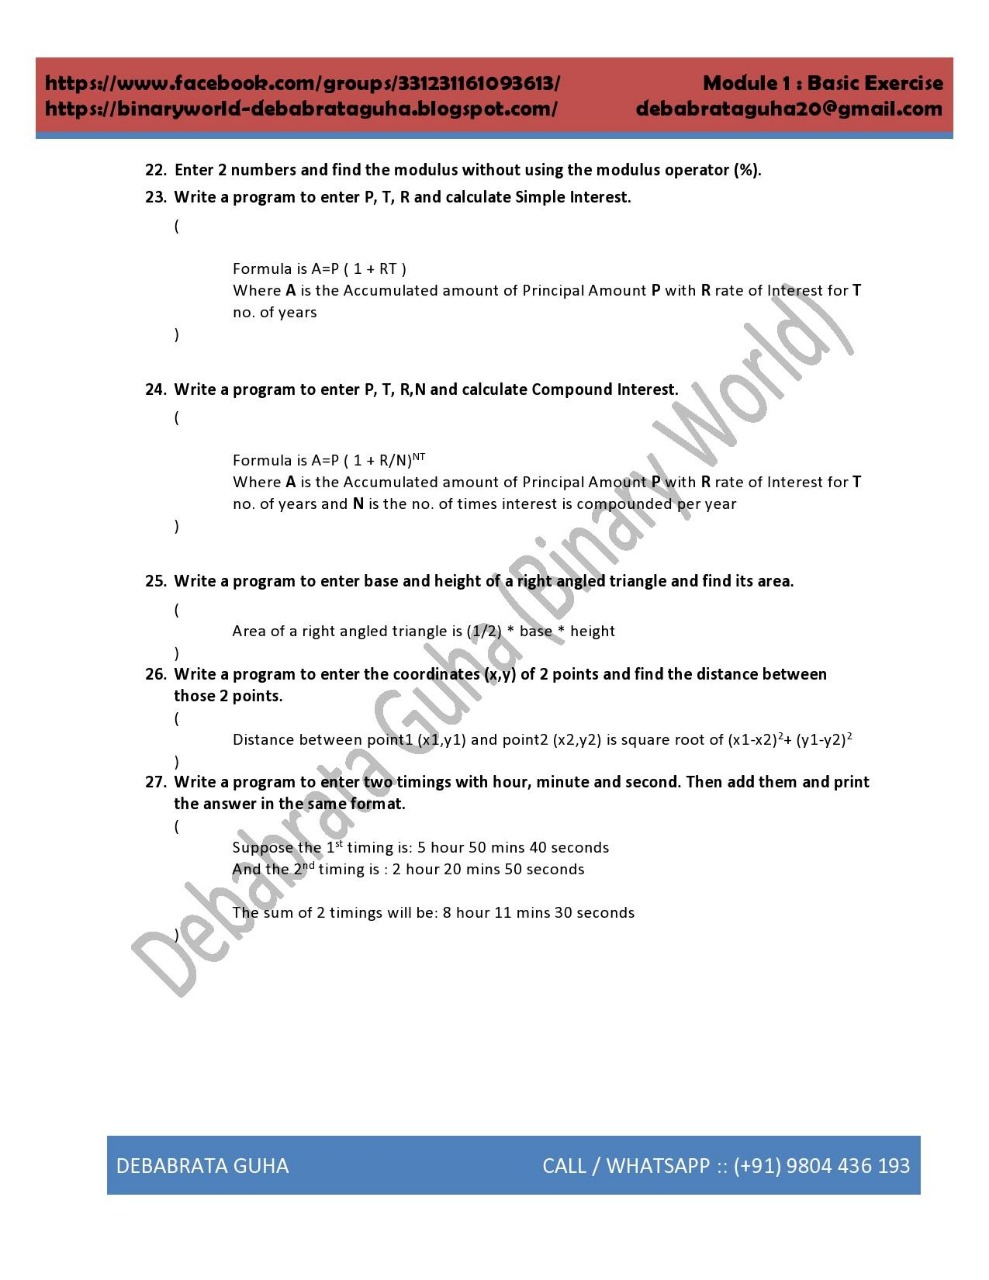 https://www.facebook.com/groups/331231161093613/ Module 1 : Basic Exercise
https://binaryworld-debabrataguha.blogspot.com/ debabrataguha20@gmail.com
22. Enter 2 numbers and find the modulus without using the modulus operator (%).
23. Write a program to enter P, T, R and calculate Simple Interest.
(
Formula is A=P ( 1 + RT )
Where A is the Accumulated amount of Principal Amount P with R rate of Interest for T
no. of years
)
24. Write a program to enter P, T, R,N and calculate Compound Interest.
(
Formula is A=P ( 1 + R/N)ᴺᵀ
Where A is the Accumulated amount of Principal Amount P with R rate of Interest for T
no. of years and N is the no. of times interest is compounded per year
)
25. Write a program to enter base and height of a right angled triangle and find its area.
(
Area of a right angled triangle is (1/2) * base * height
)
26. Write a program to enter the coordinates (x,y) of 2 points and find the distance between
those 2 points.
(
Distance between point1 (x1,y1) and point2 (x2,y2) is square root of (x1-x2)²+ (y1-y2)²
)
27. Write a program to enter two timings with hour, minute and second. Then add them and print
the answer in the same format.
(
Suppose the 1ˢᵗ timing is: 5 hour 50 mins 40 seconds
And the 2ⁿᵈ timing is : 2 hour 20 mins 50 seconds
The sum of 2 timings will be: 8 hour 11 mins 30 seconds
)
Debabrata Guha (Binary World)
DEBABRATA GUHA CALL / WHATSAPP :: (+91) 9804 436 193